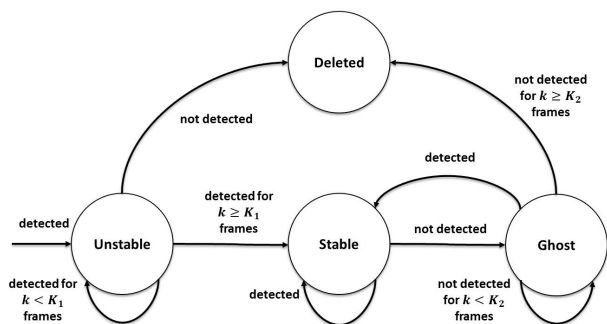 Deleted
not detected
for k ≥ K₂
frames
not detected
detected
detected for
k ≥ K₁
frames
detected
Unstable
Stable
not detected
Ghost
detected for
k < K₁
frames
detected
not detected
for k < K₂
frames